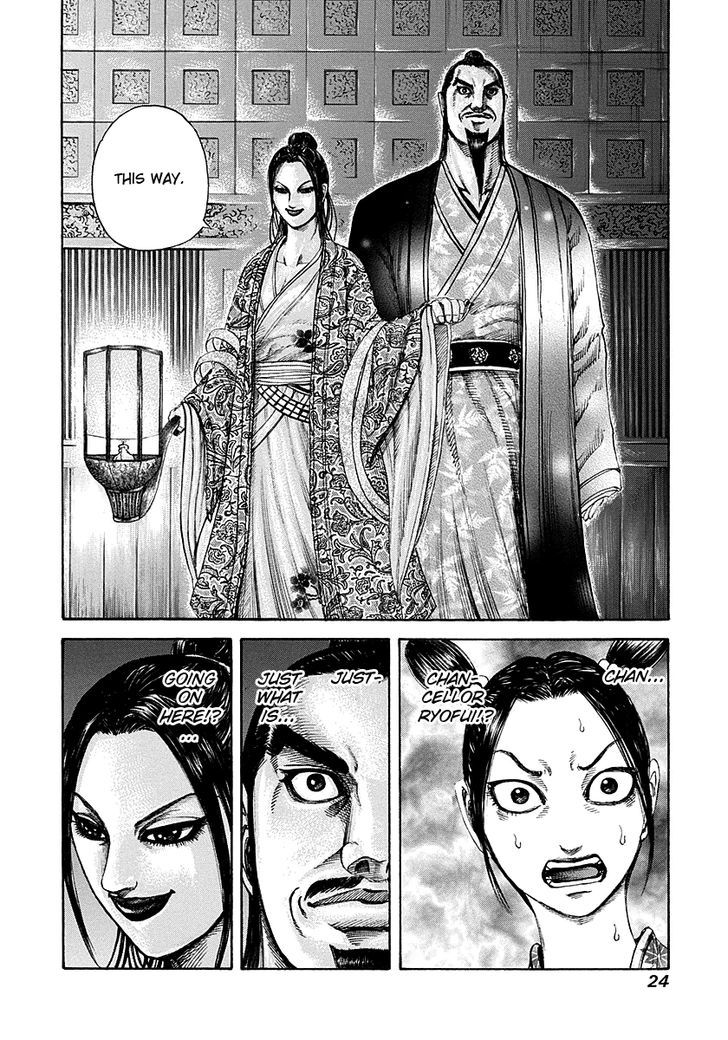 THIS WAY.
CHAN...
CHAN-
CELLOR
RYOFUI!?
JUST-
JUST
WHAT
IS...
GOING
ON
HERE!?
...
24